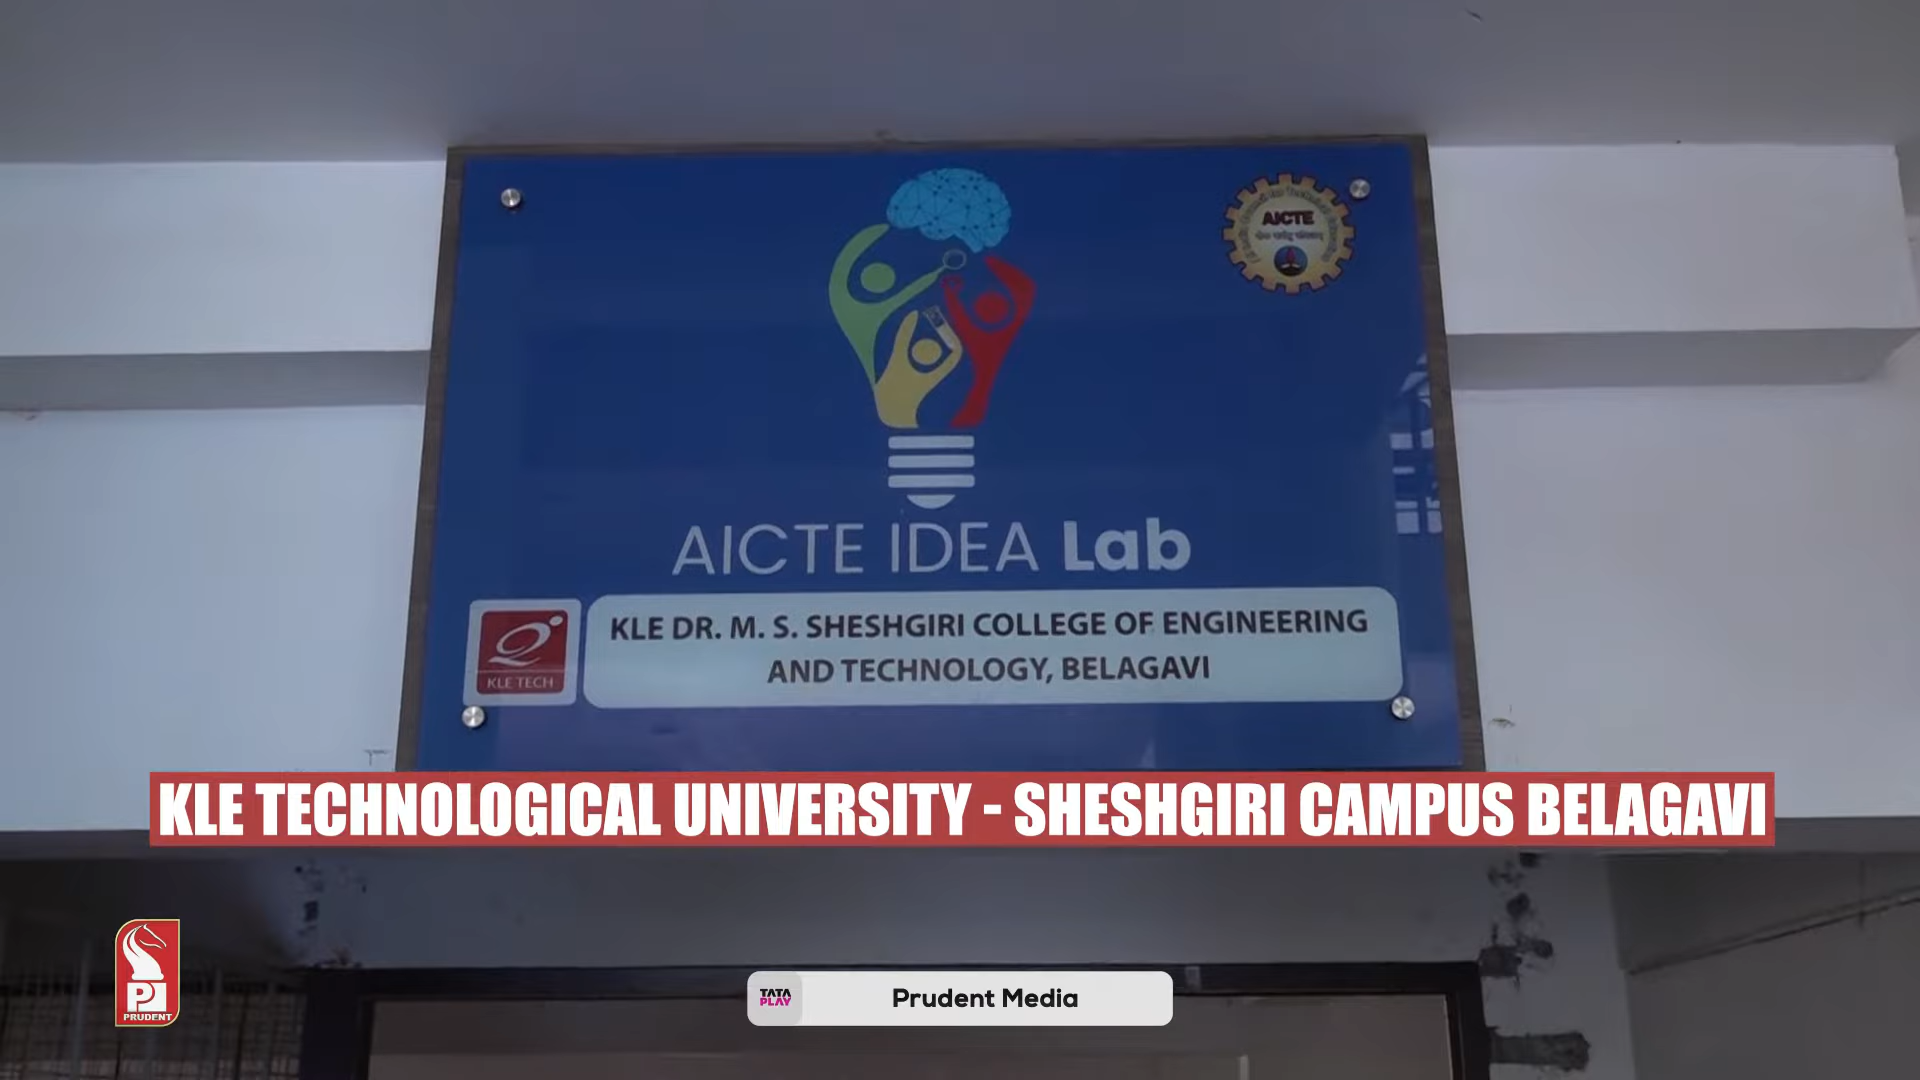 AICTE
AICTE IDEA Lab
KLE TECH
KLE DR. M. S. SHESHGIRI COLLEGE OF ENGINEERING
AND TECHNOLOGY, BELAGAVI
KLE TECHNOLOGICAL UNIVERSITY - SHESHGIRI CAMPUS BELAGAVI
PRUDENT
TATA
PLAY
Prudent Media